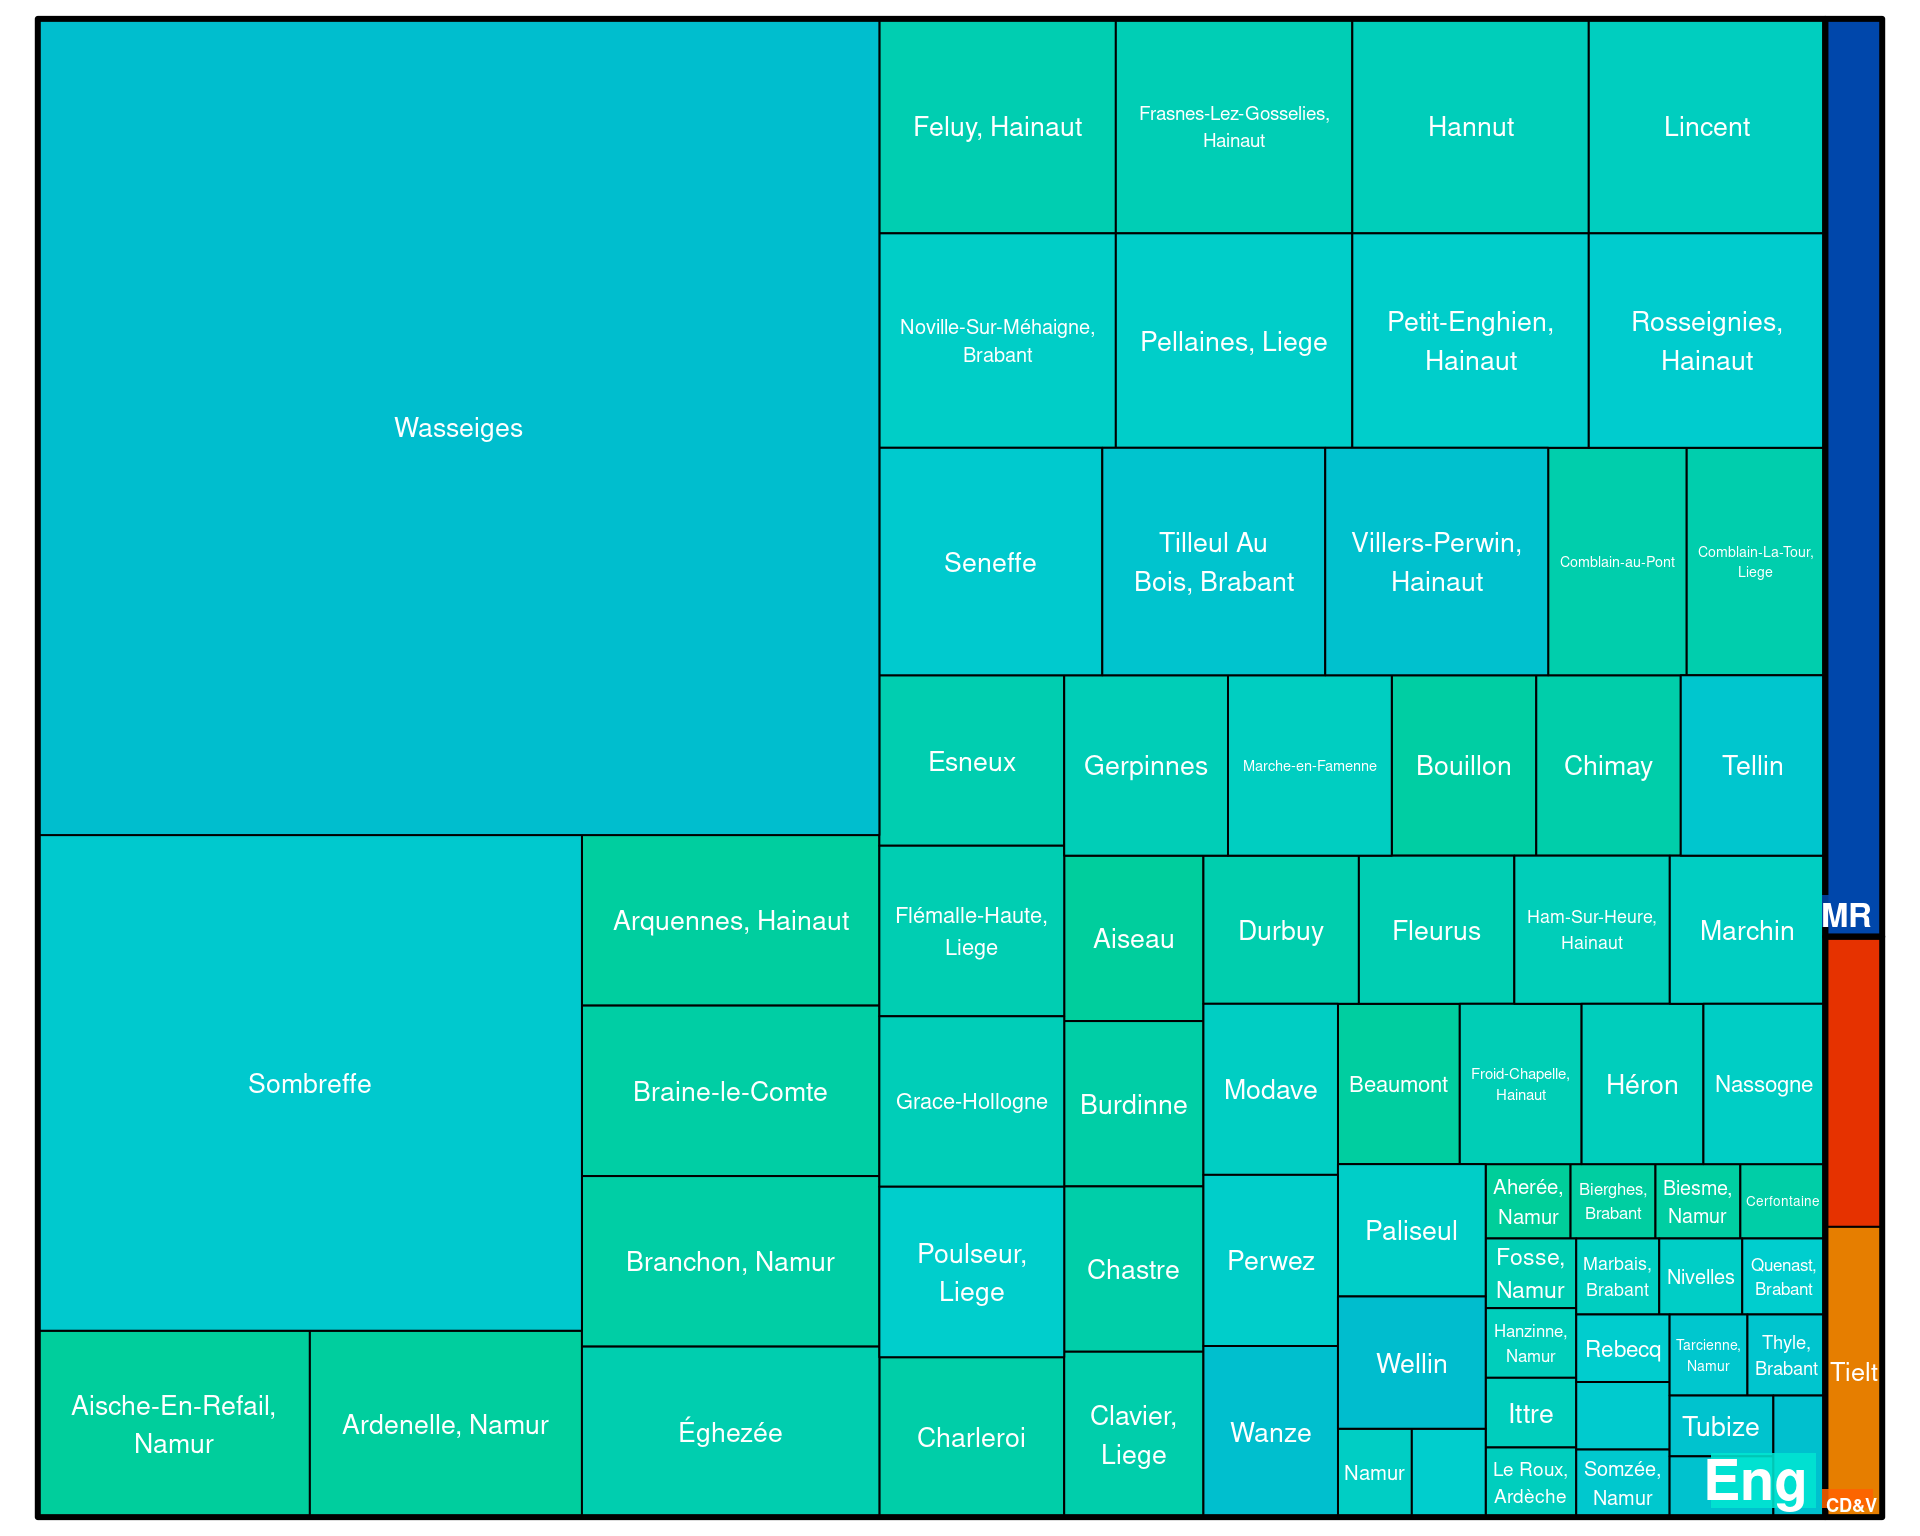 Wasseiges
Feluy, Hainaut
Frasnes-Lez-Gosselies,
Hainaut
Hannut
Lincent
Noville-Sur-Méhaigne,
Brabant
Pellaines, Liege
Petit-Enghien,
Hainaut
Rosseignies,
Hainaut
Seneffe
Tilleul Au
Bois, Brabant
Villers-Perwin,
Hainaut
Comblain-au-Pont
Comblain-La-Tour,
Liege
Esneux
Gerpinnes
Marche-en-Famenne
Bouillon
Chimay
Tellin
Sombreffe
Arquennes, Hainaut
Flémalle-Haute,
Liege
Aiseau
Durbuy
Fleurus
Ham-Sur-Heure,
Hainaut
Marchin
MR
Braine-le-Comte
Grace-Hollogne
Burdinne
Modave
Beaumont
Froid-Chapelle,
Hainaut
Héron
Nassogne
Branchon, Namur
Poulseur,
Liege
Chastre
Perwez
Paliseul
Aherée,
Namur
Bierghes,
Brabant
Biesme,
Namur
Cerfontaine
Fosse,
Namur
Marbais,
Brabant
Nivelles
Quenast,
Brabant
Wellin
Hanzinne,
Namur
Rebecq
Tarcienne,
Namur
Thyle,
Brabant
Tielt
Aische-En-Refail,
Namur
Ardenelle, Namur
Éghezée
Charleroi
Clavier,
Liege
Wanze
Ittre
Tubize
Namur
Le Roux,
Ardèche
Somzée,
Namur
Eng
CD&V